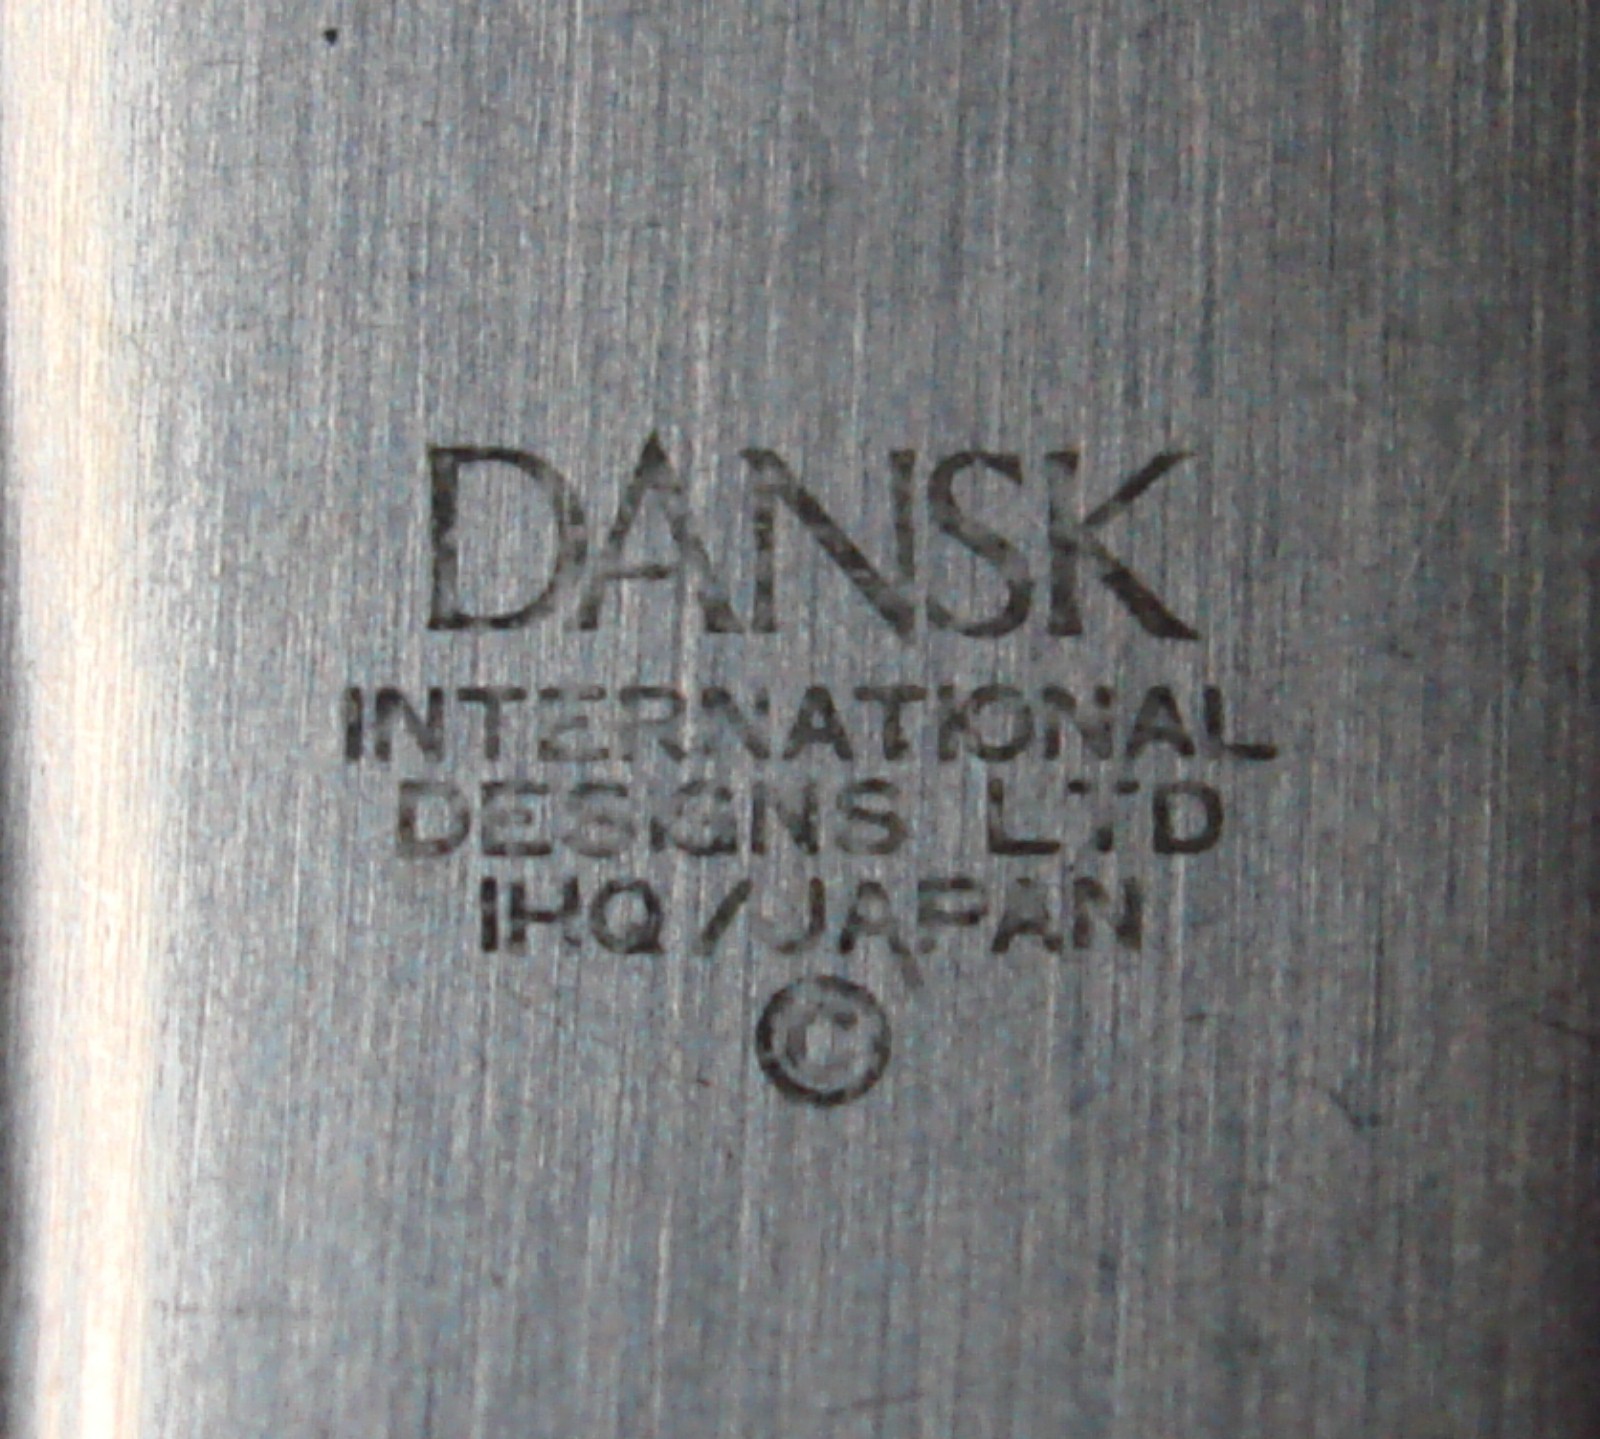 DANSK
INTERNATIONAL
DESIGNS LTD
IHQ/JAPAN
©